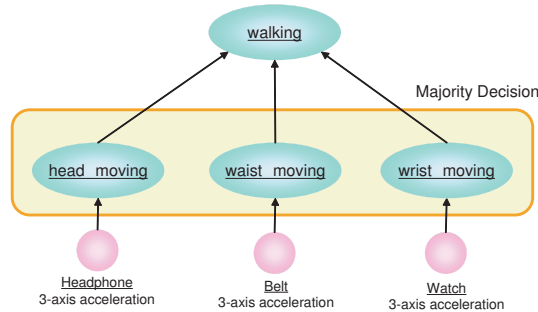 walking
Majority Decision
head_moving
waist_moving
wrist_moving
Headphone
3-axis acceleration
Belt
3-axis acceleration
Watch
3-axis acceleration